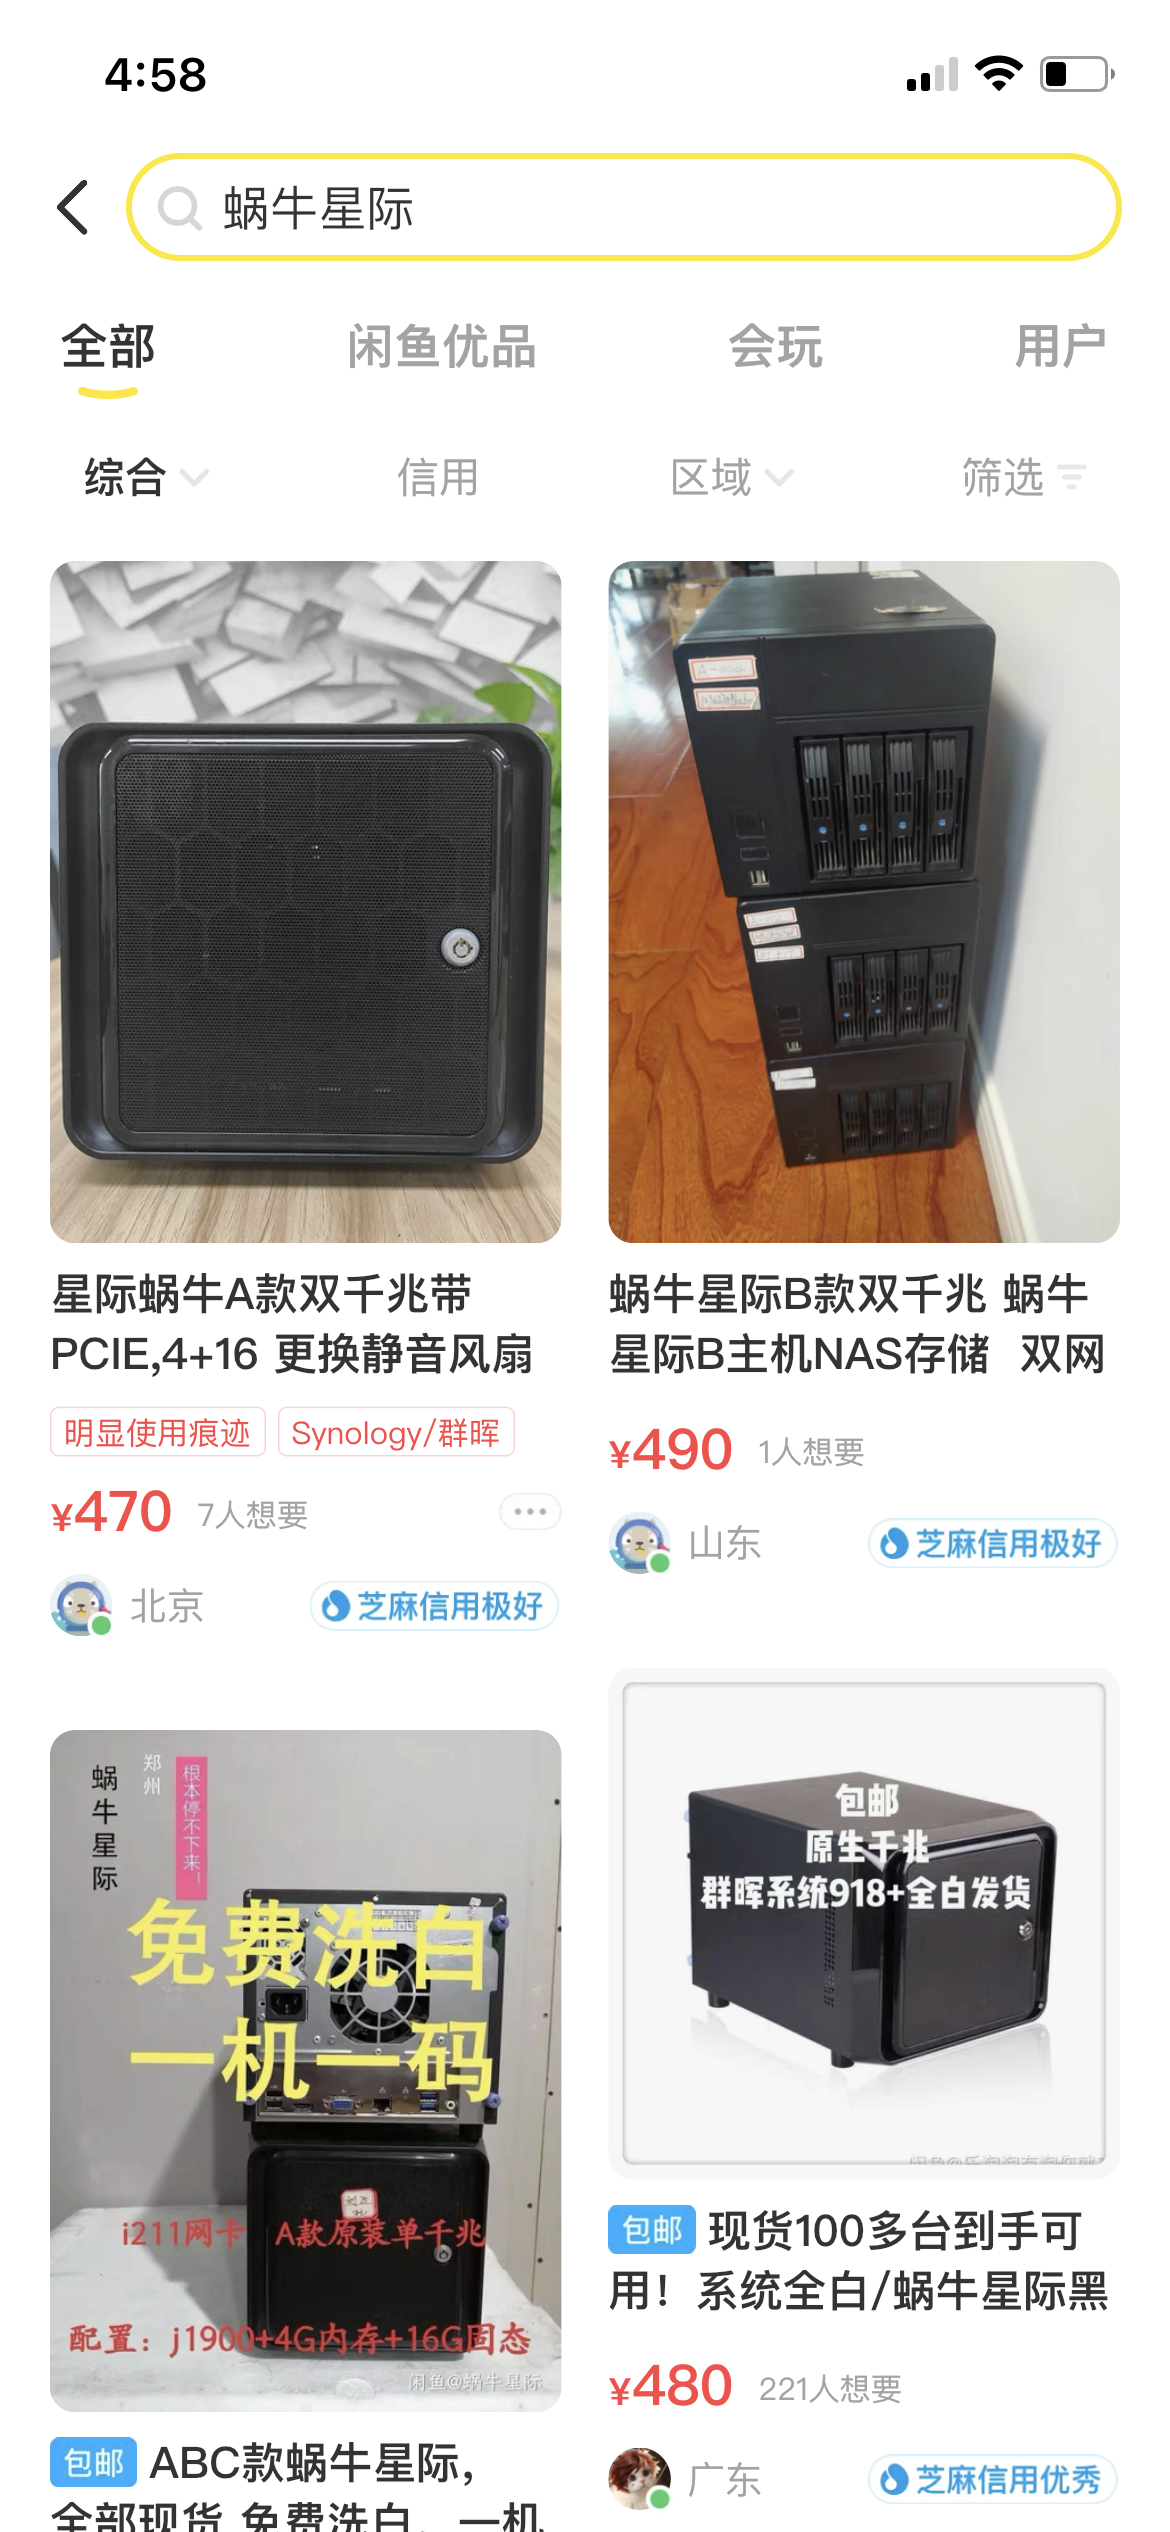 4:58
蜗牛星际
全部
闲鱼优品
会玩
用户
综合
信用
区域
筛选
星际蜗牛A款双千兆带
PCIE,4+16 更换静音风扇
明显使用痕迹
Synology/群晖
¥470
7人想要
北京
芝麻信用极好
蜗牛星际B款双千兆 蜗牛
星际B主机NAS存储 双网
¥490
1人想要
山东
芝麻信用极好
蜗牛星际
郑州
根本停不下来！
免费洗白
一机一码
i211网卡 A款原装单千兆
配置：j1900+4G内存+16G固态
闲鱼@蜗牛星际
包邮
ABC款蜗牛星际，
全部现货 免费洗白，一机
包邮
原生千兆
群晖系统918+全白发货
包邮
现货100多台到手可
用！系统全白/蜗牛星际黑
¥480
221人想要
广东
芝麻信用优秀